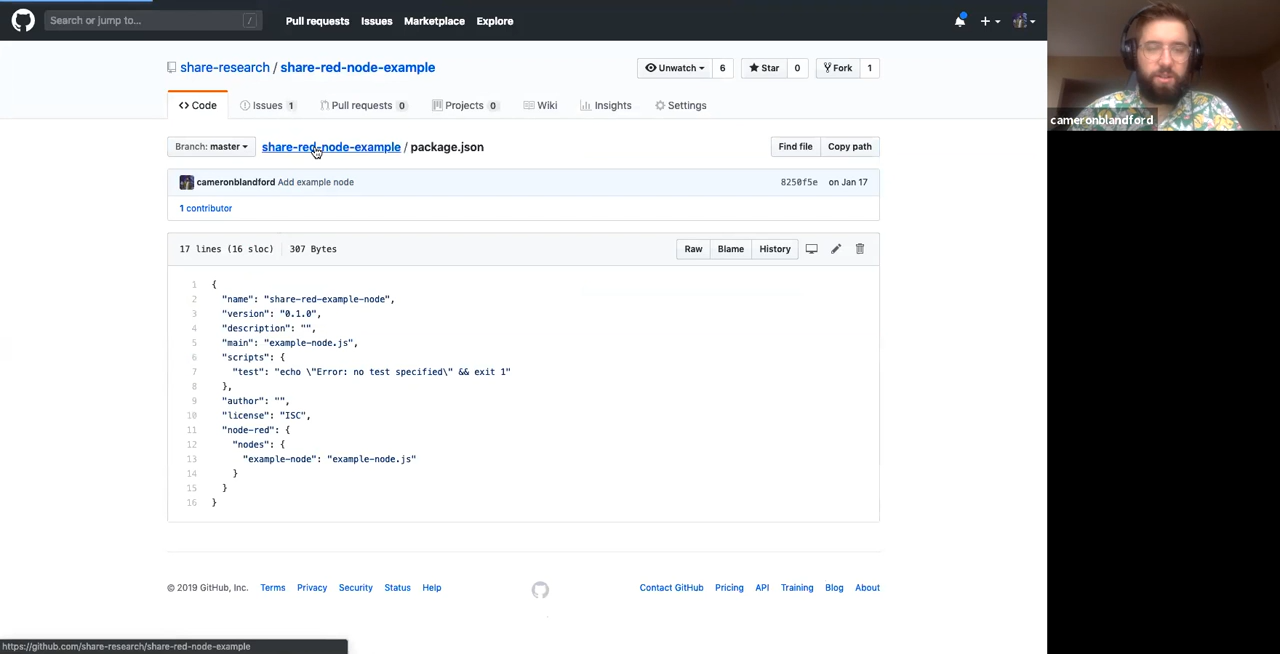 Search or jump to... /
Pull requests Issues Marketplace Explore
share-research / share-red-node-example
Unwatch 6 Star 0 Fork 1
Code Issues 1 Pull requests 0 Projects 0 Wiki Insights Settings
Branch: master share-red-node-example / package.json Find file Copy path
cameronblandford Add example node 8250f5e on Jan 17
1 contributor
17 lines (16 sloc) 307 Bytes Raw Blame History
1 {
2 "name": "share-red-example-node",
3 "version": "0.1.0",
4 "description": "",
5 "main": "example-node.js",
6 "scripts": {
7 "test": "echo \"Error: no test specified\" && exit 1"
8 },
9 "author": "",
10 "license": "ISC",
11 "node-red": {
12 "nodes": {
13 "example-node": "example-node.js"
14 }
15 }
16 }
© 2019 GitHub, Inc. Terms Privacy Security Status Help Contact GitHub Pricing API Training Blog About
https://github.com/share-research/share-red-node-example
cameronblandford